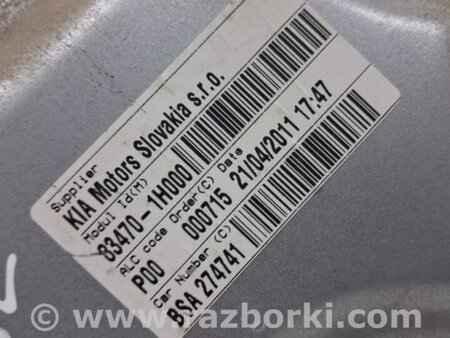 Supplier
KIA Motors Slovakia s.r.o.
Modul Id(M)
83470-1H000
ALC code Order(C) Date
P00 000715 21/04/2011 17:47
Car Number (C)
BSA 274741
www.razborki.com